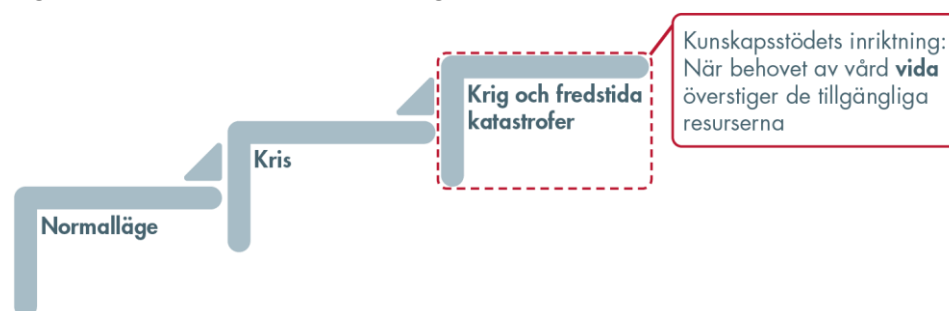 Kunskapsstödets inriktning:
När behovet av vård vida
överstiger de tillgängliga
resurserna
Krig och fredstida
katastrofer
Kris
Normalläge